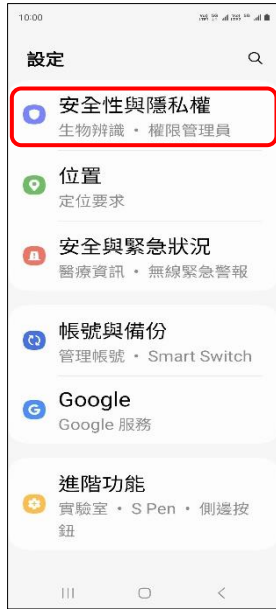 10:00
設定
安全性與隱私權
生物辨識 • 權限管理員
位置
定位要求
安全與緊急狀況
醫療資訊 • 無線緊急警報
帳號與備份
管理帳號 • Smart Switch
Google
Google 服務
進階功能
實驗室 • S Pen • 側邊按
鈕